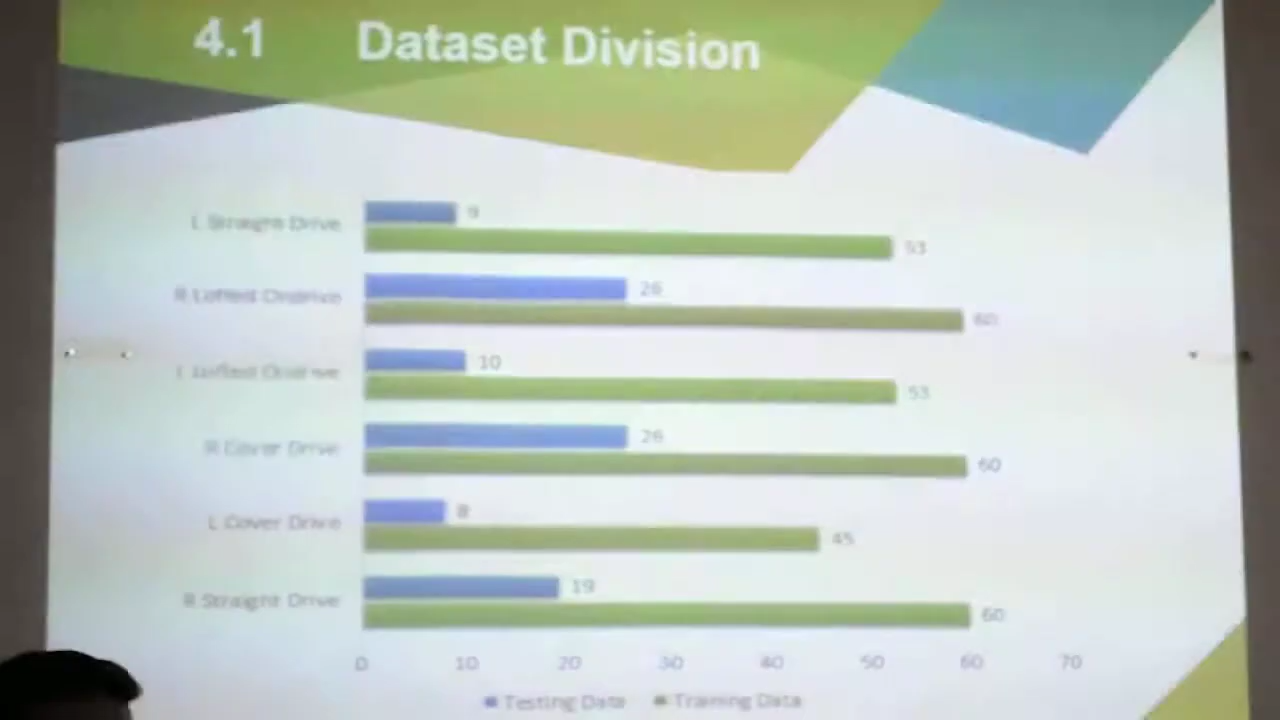 4.1 Dataset Division
L Straight Drive 9 53
R Lofted Ondrive 26 60
L Lofted Ondrive 10 53
R Cover Drive 26 60
L Cover Drive 8 45
R Straight Drive 19 60
0 10 20 30 40 50 60 70
Testing Data Training Data